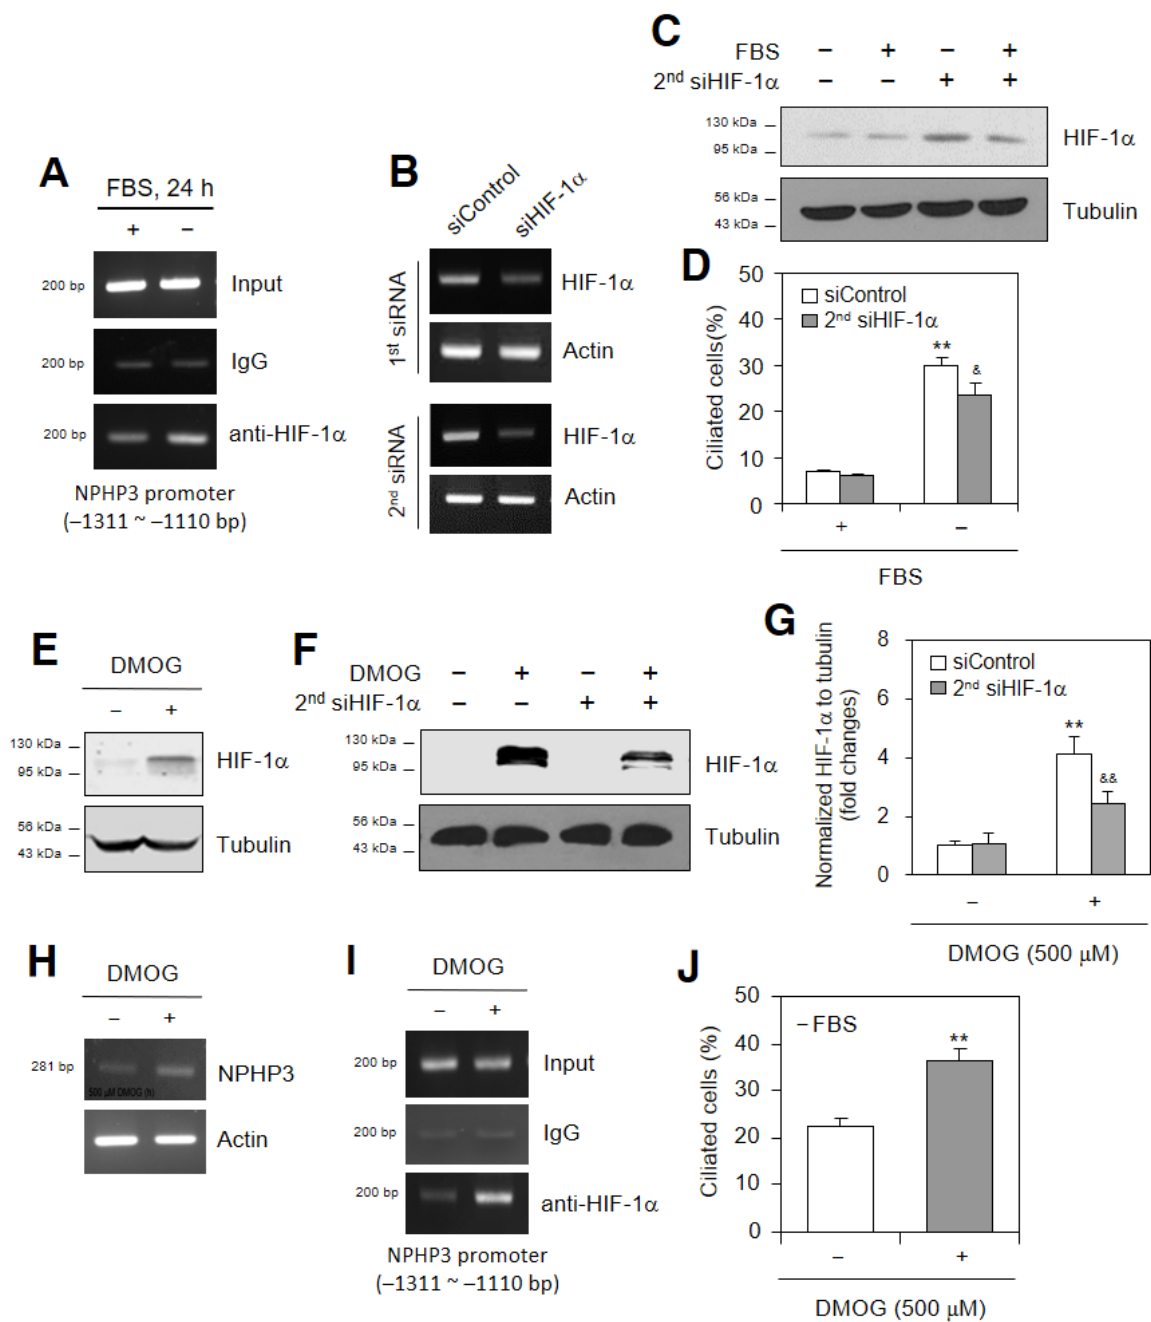 A
FBS, 24 h
+ −
200 bp Input
200 bp IgG
200 bp anti-HIF-1α
NPHP3 promoter
(−1311 ~ −1110 bp)
B
siControl siHIF-1α
1st siRNA
HIF-1α
Actin
2nd siRNA
HIF-1α
Actin
C
FBS − + − +
2nd siHIF-1α − − + +
130 kDa
95 kDa
HIF-1α
56 kDa
43 kDa
Tubulin
D
Ciliated cells(%)
50
40
30
20
10
0
siControl
2nd siHIF-1α
**
&
+ −
FBS
E
DMOG
− +
130 kDa
95 kDa
HIF-1α
56 kDa
43 kDa
Tubulin
F
DMOG − + − +
2nd siHIF-1α − − + +
130 kDa
95 kDa
HIF-1α
56 kDa
43 kDa
Tubulin
G
Normalized HIF-1α to tubulin
(fold changes)
8
6
4
2
0
siControl
2nd siHIF-1α
**
&&
− +
DMOG (500 μM)
H
DMOG
− +
281 bp NPHP3
500 μM DMOG (h)
Actin
I
DMOG
− +
200 bp Input
200 bp IgG
200 bp anti-HIF-1α
NPHP3 promoter
(−1311 ~ −1110 bp)
J
Ciliated cells (%)
50
40
30
20
10
0
−FBS
**
− +
DMOG (500 μM)